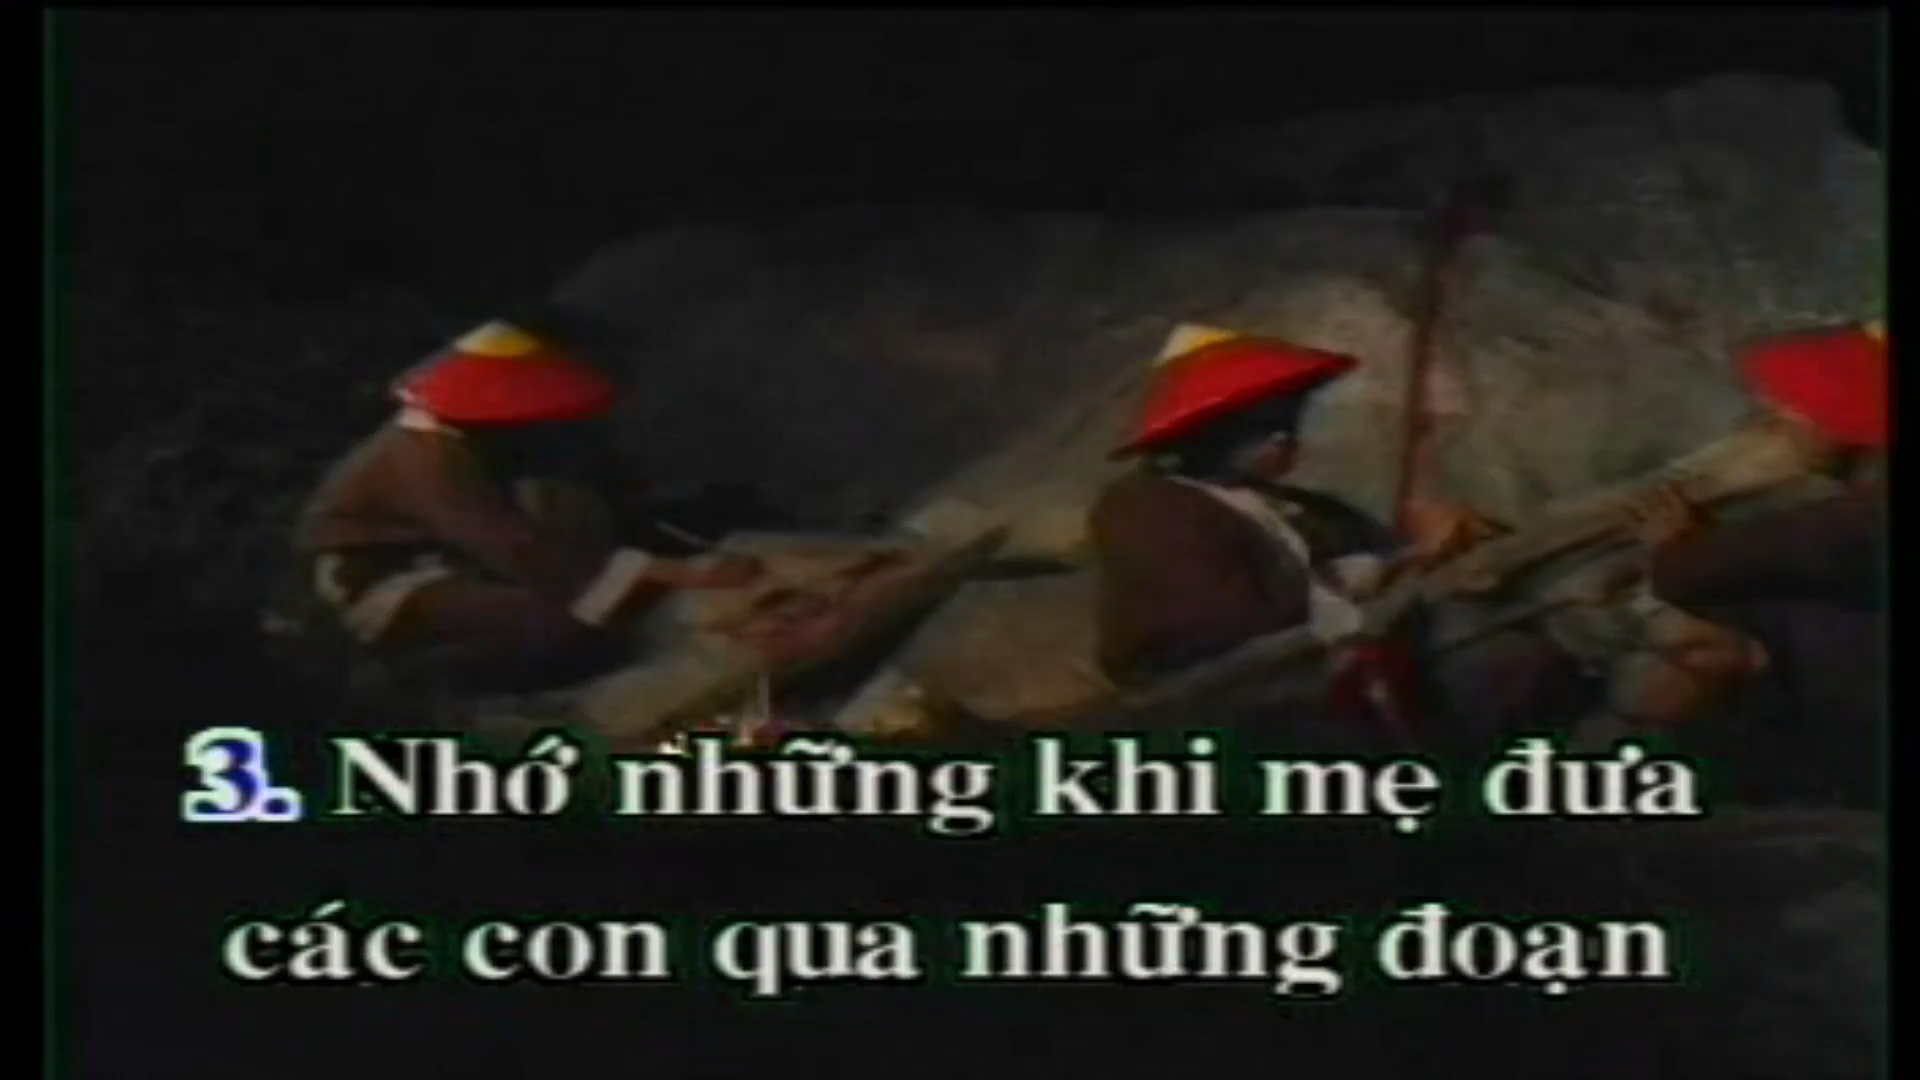 3. Nhớ những khi mẹ đưa
các con qua những đoạn